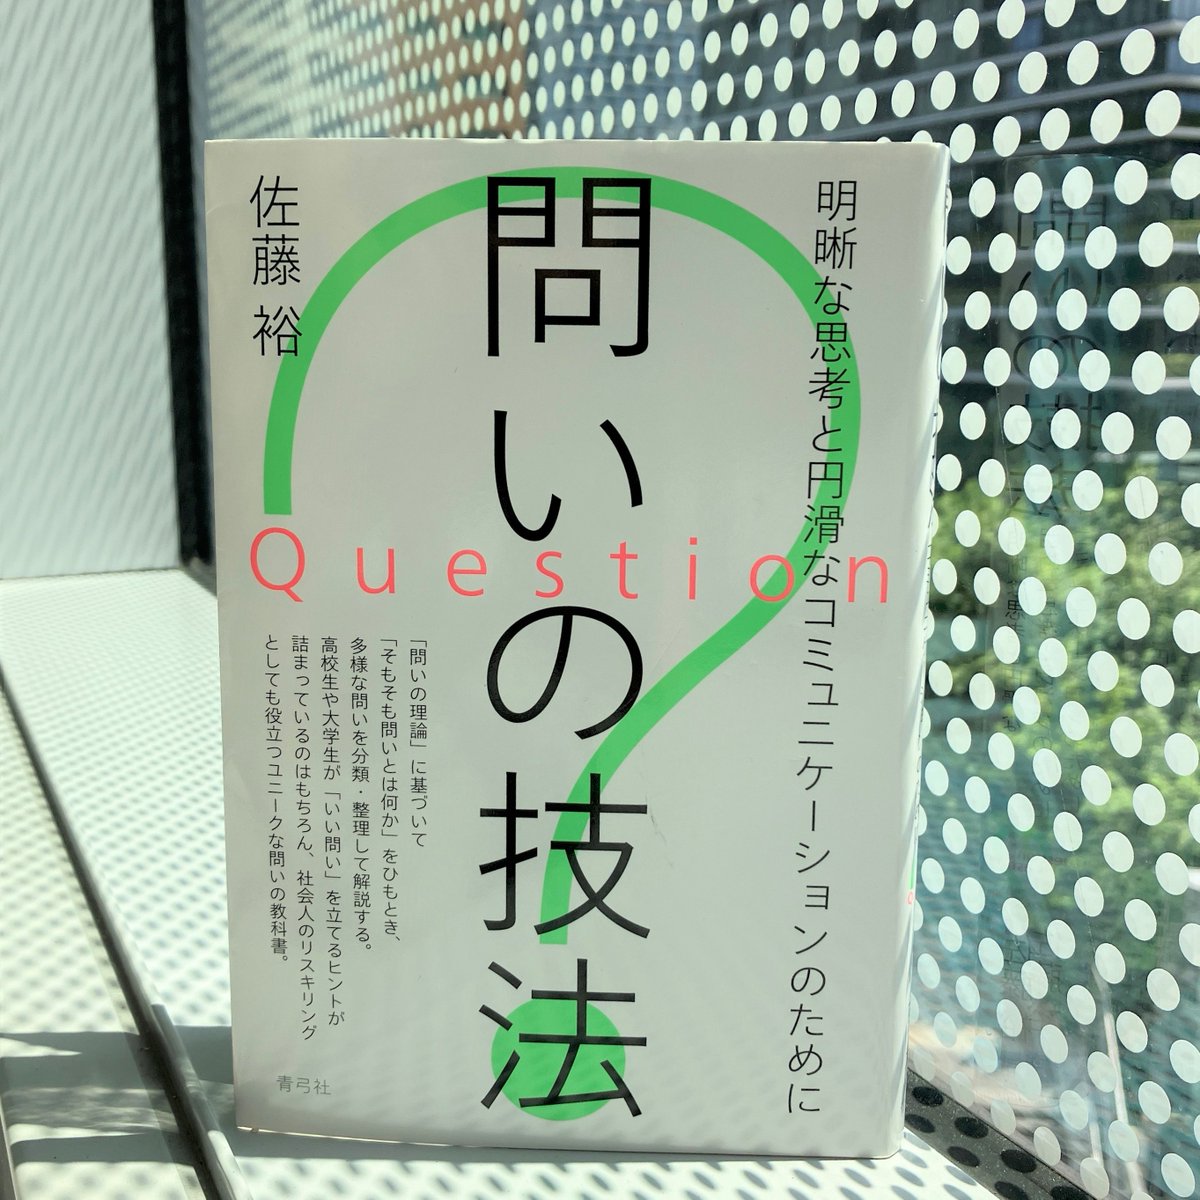 明晰な思考と円滑なコミュニケーションのために
問いの技法
Question
佐藤 裕
「問いの理論」に基づいて
「そもそも問いとは何か」をひもとき、
多様な問いを分類・整理して解説する。
高校生や大学生が「いい問い」を立てるヒントが
詰まっているのはもちろん、社会人のリスキリング
としても役立つユニークな問いの教科書。
青弓社